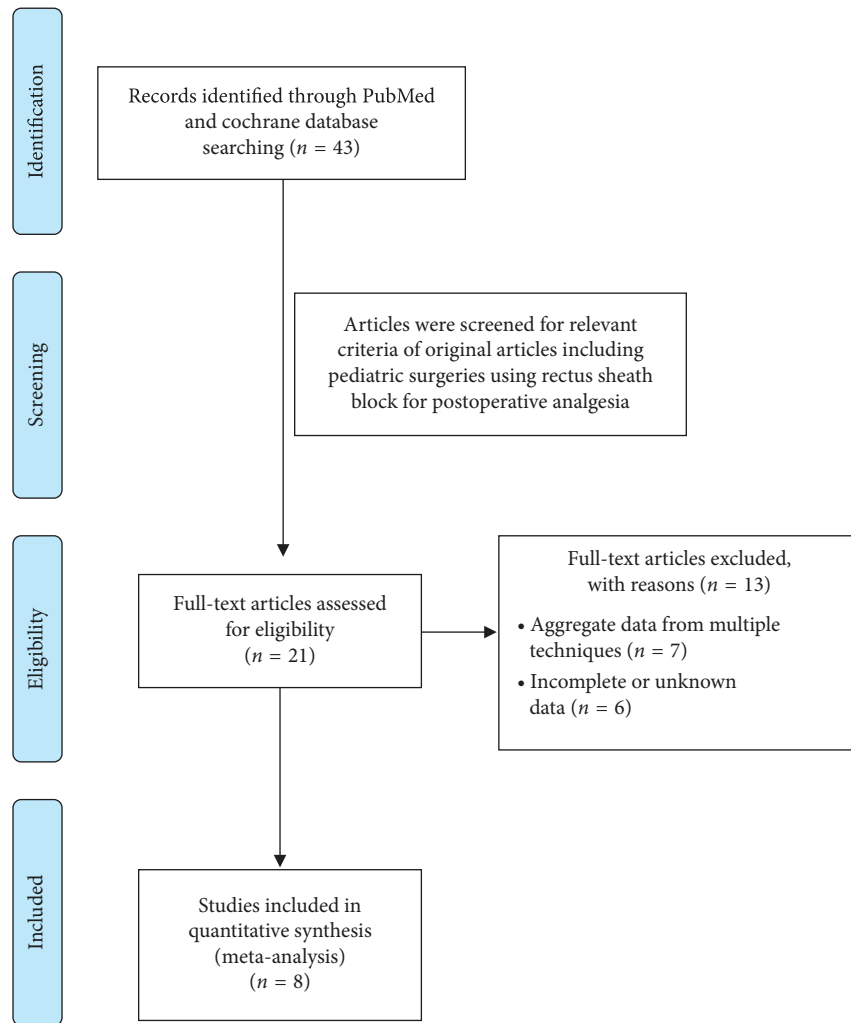 Identification
Records identified through PubMed
and cochrane database
searching (n = 43)
Screening
Articles were screened for relevant
criteria of original articles including
pediatric surgeries using rectus sheath
block for postoperative analgesia
Eligibility
Full-text articles assessed
for eligibility
(n = 21)
Full-text articles excluded,
with reasons (n = 13)
• Aggregate data from multiple
techniques (n = 7)
• Incomplete or unknown
data (n = 6)
Included
Studies included in
quantitative synthesis
(meta-analysis)
(n = 8)